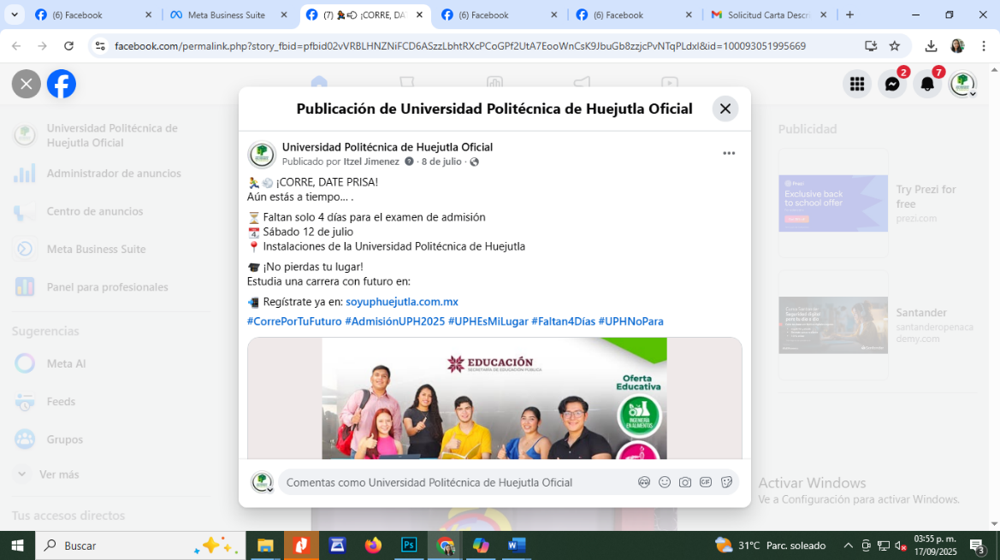 (6) Facebook
Meta Business Suite
(7) 🏃💨 ¡CORRE, DA
(6) Facebook
(6) Facebook
Solicitud Carta Descri
facebook.com/permalink.php?story_fbid=pfbid02vVRBLHNZNiFCD6ASzzLbhtRXcPCoGPf2UtA7EooWnCsK9JbuGb8zzjcPvNTqPLdxl&id=100093051995669
2
7
Publicación de Universidad Politécnica de Huejutla Oficial
Universidad Politécnica de
Huejutla Oficial
Administrador de anuncios
Centro de anuncios
Meta Business Suite
Panel para profesionales
Sugerencias
Meta AI
Feeds
Grupos
Ver más
Tus accesos directos
Universidad Politécnica de Huejutla Oficial
Publicado por Itzel Jimenez · 8 de julio ·
🏃💨 ¡CORRE, DATE PRISA!
Aún estás a tiempo... .
⏳ Faltan solo 4 días para el examen de admisión
📆 Sábado 12 de julio
📍 Instalaciones de la Universidad Politécnica de Huejutla
🎓 ¡No pierdas tu lugar!
Estudia una carrera con futuro en:
📲 Regístrate ya en: soyuphuejutla.com.mx
#CorrePorTuFuturo #AdmisiónUPH2025 #UPHEsMiLugar #Faltan4Días #UPHNoPara
EDUCACIÓN
SECRETARÍA DE EDUCACIÓN PÚBLICA
Oferta
Educativa
INGENIERÍA
EN ALIMENTOS
Comentas como Universidad Politécnica de Huejutla Oficial
GIF
Publicidad
Prezi
Exclusive back
to school offer
Try Prezi for
free
prezi.com
Santander
santanderopenaca
demy.com
Activar Windows
Ve a Configuración para activar Windows.
Buscar
Ps
31°C Parc. soleado
03:55 p. m.
17/09/2025
3